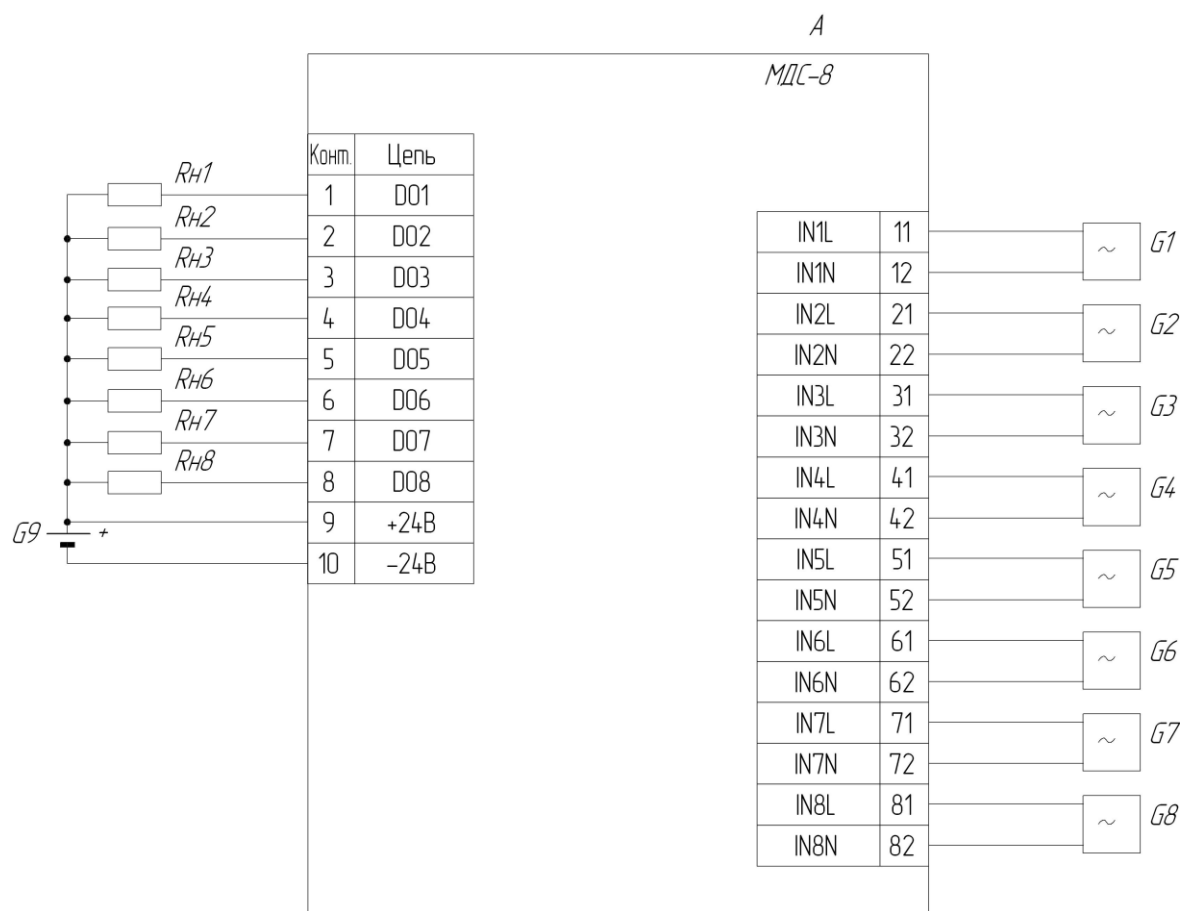 А
МДС-8
Конт. Цепь
Rн1
1 DO1
Rн2
2 DO2
Rн3
3 DO3
Rн4
4 DO4
Rн5
5 DO5
Rн6
6 DO6
Rн7
7 DO7
Rн8
8 DO8
9 +24В
G9 +
10 –24В
IN1L 11
G1
~
IN1N 12
IN2L 21
G2
~
IN2N 22
IN3L 31
G3
~
IN3N 32
IN4L 41
G4
~
IN4N 42
IN5L 51
G5
~
IN5N 52
IN6L 61
G6
~
IN6N 62
IN7L 71
G7
~
IN7N 72
IN8L 81
G8
~
IN8N 82